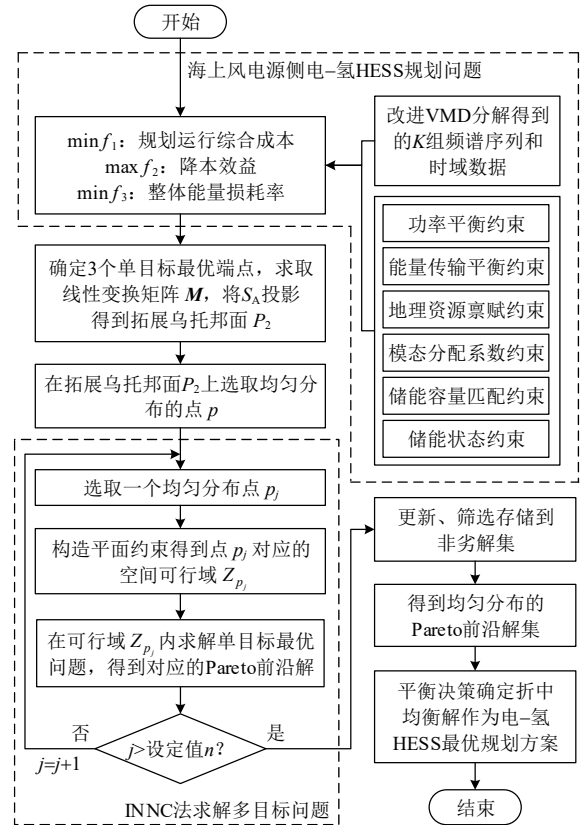 开始
海上风电源侧电−氢HESS规划问题
min f₁：规划运行综合成本
max f₂：降本效益
min f₃：整体能量损耗率
改进VMD分解得到
的K组频谱序列和
时域数据
功率平衡约束
能量传输平衡约束
地理资源禀赋约束
模态分配系数约束
储能容量匹配约束
储能状态约束
确定3个单目标最优端点，求取
线性变换矩阵 M，将S_A投影
得到拓展乌托邦面 P₂
在拓展乌托邦面P₂上选取均匀分
布的点 p
选取一个均匀分布点 p_j
构造平面约束得到点 p_j 对应的
空间可行域 Z_{p_j}
在可行域 Z_{p_j} 内求解单目标最优
问题，得到对应的Pareto前沿解
否
j=j+1
j>设定值n？
是
INNC法求解多目标问题
更新、筛选存储到
非劣解集
得到均匀分布的
Pareto前沿解集
平衡决策确定折中
均衡解作为电−氢
HESS最优规划方案
结束